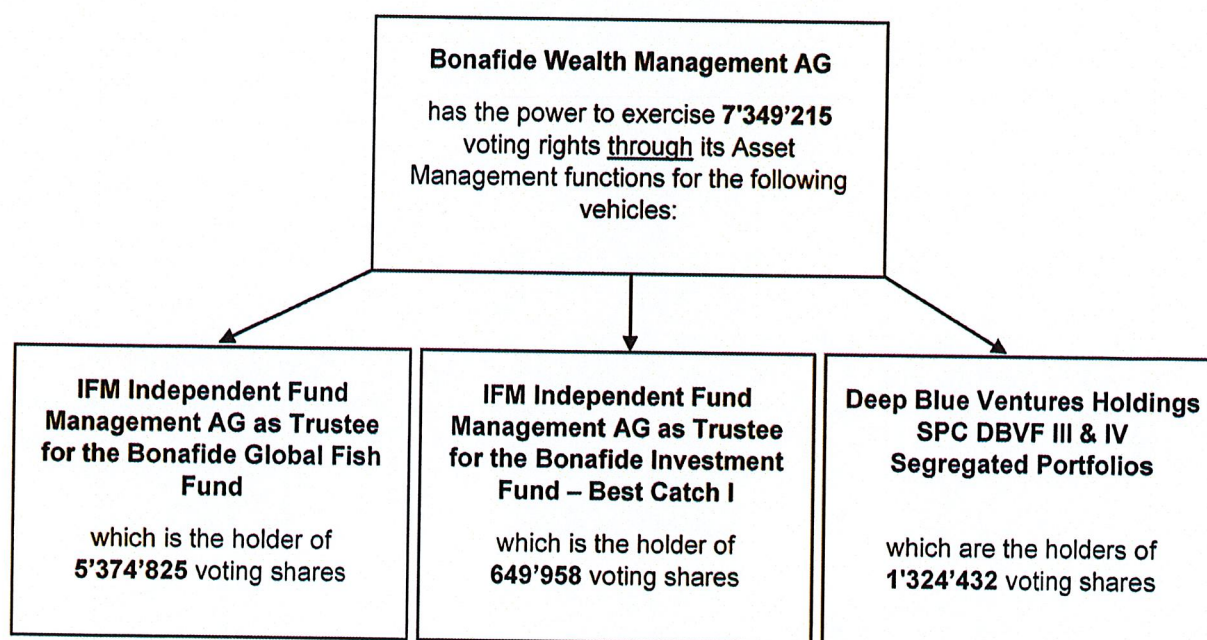 Bonafide Wealth Management AG
has the power to exercise 7'349'215
voting rights through its Asset
Management functions for the following
vehicles:
IFM Independent Fund
Management AG as Trustee
for the Bonafide Global Fish
Fund
which is the holder of
5'374'825 voting shares
IFM Independent Fund
Management AG as Trustee
for the Bonafide Investment
Fund – Best Catch I
which is the holder of
649'958 voting shares
Deep Blue Ventures Holdings
SPC DBVF III & IV
Segregated Portfolios
which are the holders of
1'324'432 voting shares